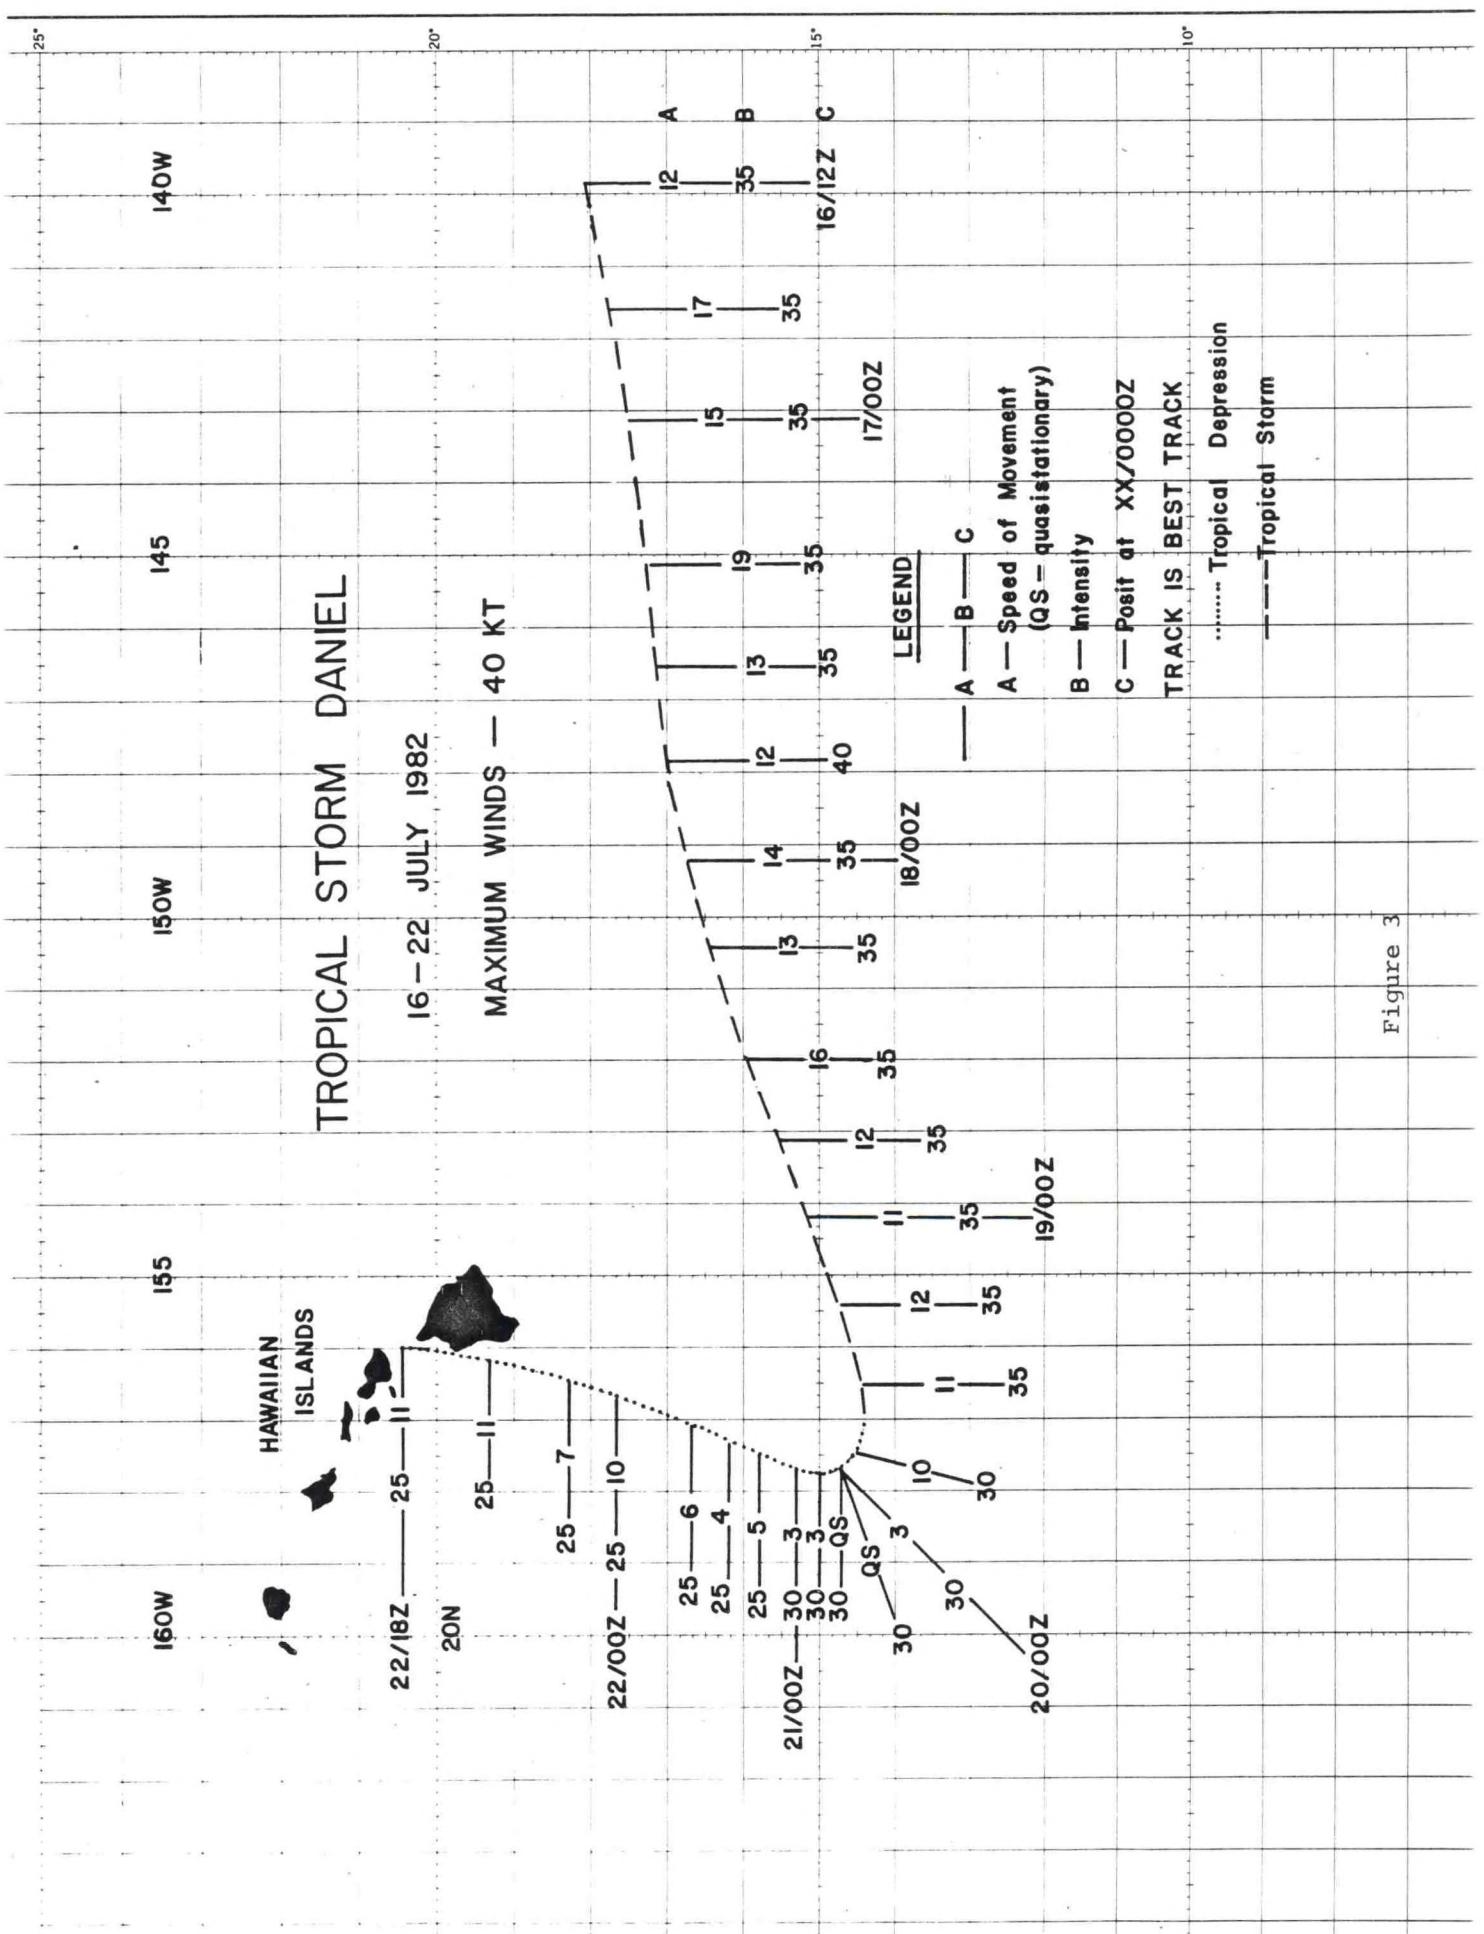 TROPICAL STORM DANIEL
16–22 JULY 1982
MAXIMUM WINDS — 40 KT
160W
155
150W
145
140W
25°
20°
15°
10°
HAWAIIAN
ISLANDS
20N
22/18Z 25 11
25 11
25 7
22/00Z 25 10
25 6
25 4
25 5
21/00Z 30 3
30 3
30 QS
30 QS
20/00Z 30 3
10
30
11
35
12
35
11
35
19/00Z
12
35
16
35
13
35
14
35
18/00Z
12
40
13
35
19
35
15
35
17/00Z
17
35
12
35
16/12Z
A
B
C
LEGEND
A — B — C
A — Speed of Movement
(QS — quasistationary)
B — Intensity
C — Posit at XX/0000Z
TRACK IS BEST TRACK
........ Tropical Depression
— — — Tropical Storm
Figure 3